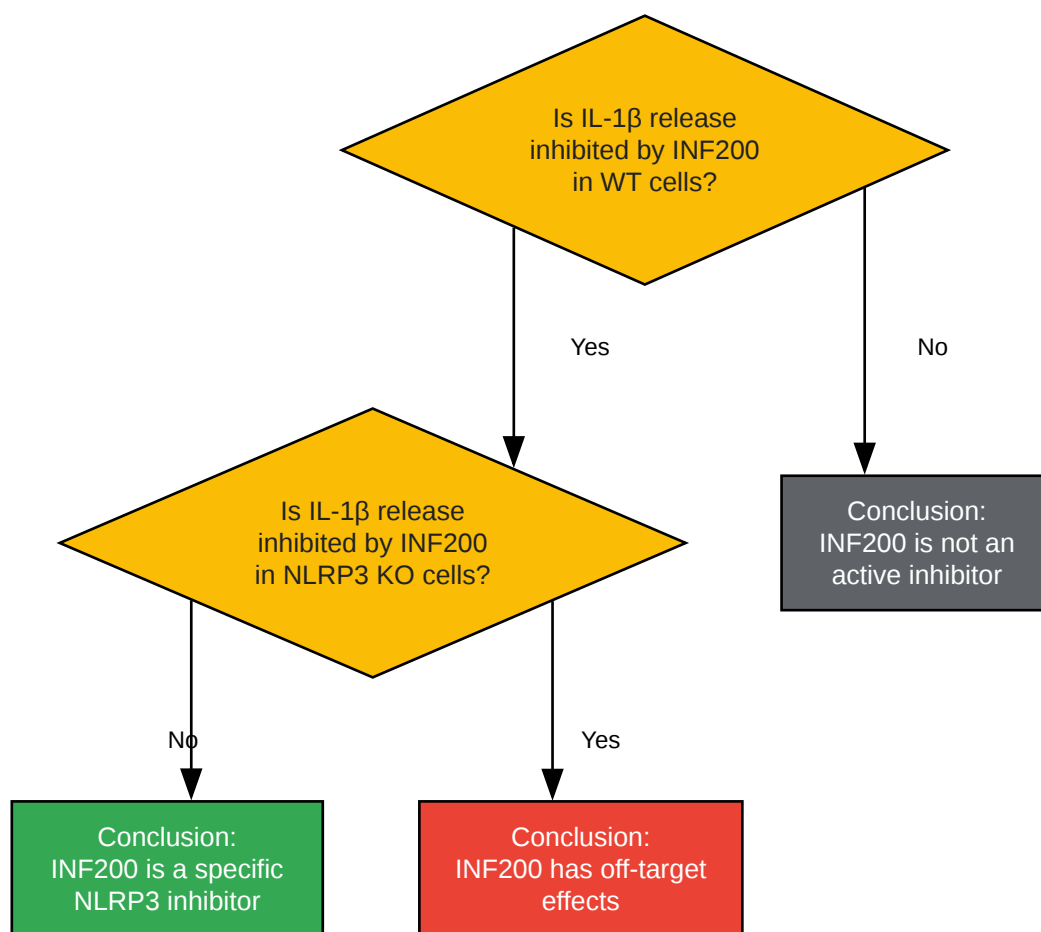 Is IL-1β release
inhibited by INF200
in WT cells?
Yes
No
Is IL-1β release
inhibited by INF200
in NLRP3 KO cells?
Conclusion:
INF200 is not an
active inhibitor
No
Yes
Conclusion:
INF200 is a specific
NLRP3 inhibitor
Conclusion:
INF200 has off-target
effects